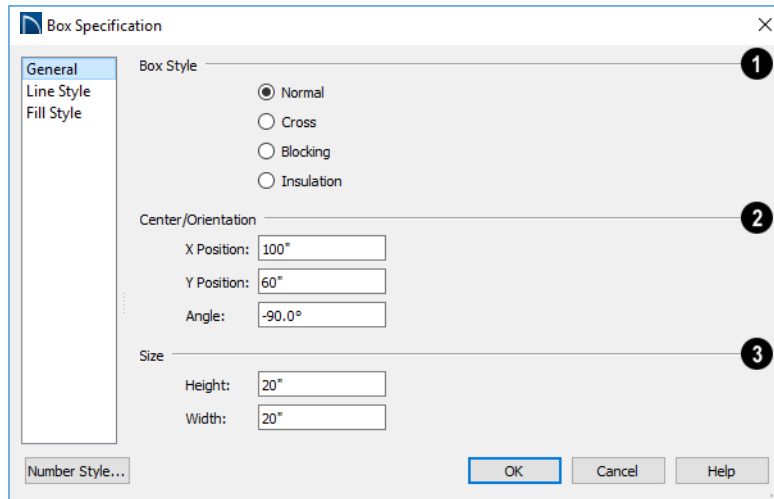 Box Specification
General
Line Style
Fill Style
Box Style
1
Normal
Cross
Blocking
Insulation
Center/Orientation
2
X Position: 100"
Y Position: 60"
Angle: -90.0°
Size
3
Height: 20"
Width: 20"
Number Style...
OK
Cancel
Help